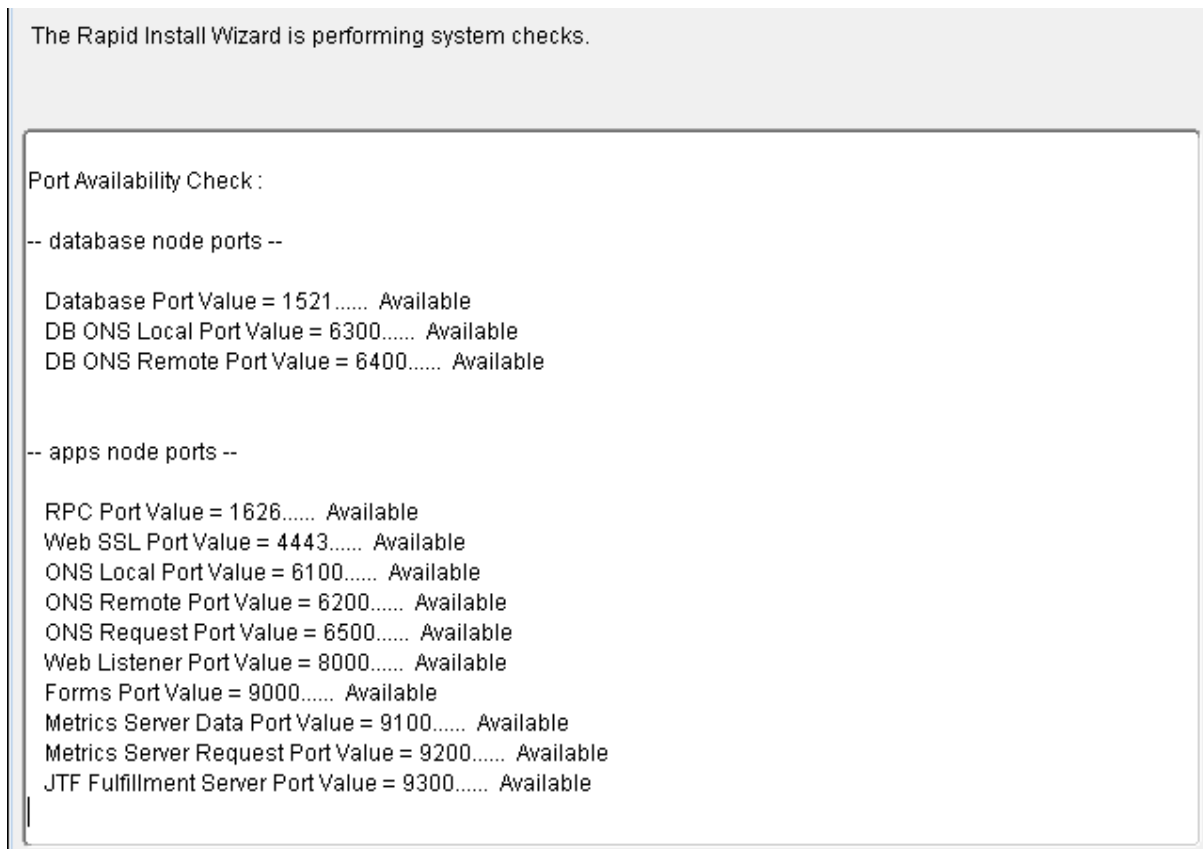 The Rapid Install Wizard is performing system checks.
Port Availability Check :
-- database node ports --
Database Port Value = 1521...... Available
DB ONS Local Port Value = 6300...... Available
DB ONS Remote Port Value = 6400...... Available
-- apps node ports --
RPC Port Value = 1626...... Available
Web SSL Port Value = 4443...... Available
ONS Local Port Value = 6100...... Available
ONS Remote Port Value = 6200...... Available
ONS Request Port Value = 6500...... Available
Web Listener Port Value = 8000...... Available
Forms Port Value = 9000...... Available
Metrics Server Data Port Value = 9100...... Available
Metrics Server Request Port Value = 9200...... Available
JTF Fulfillment Server Port Value = 9300...... Available